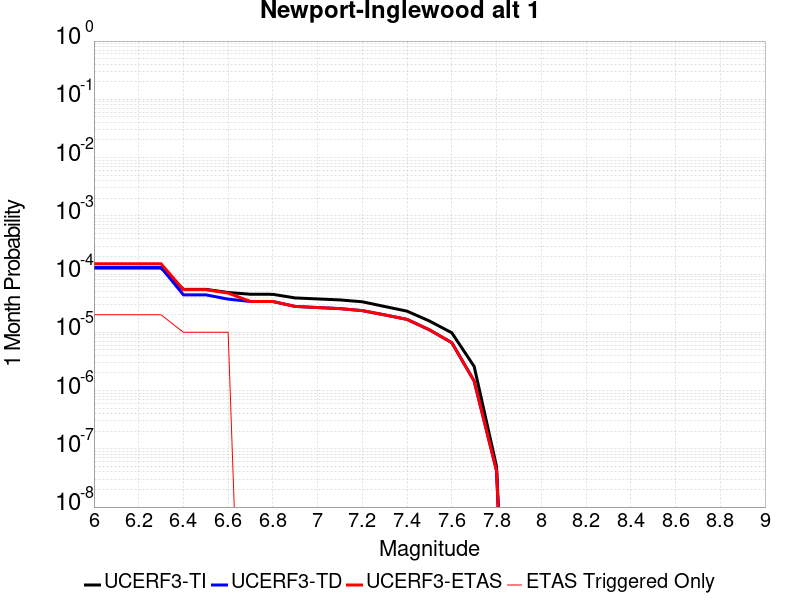 Newport-Inglewood alt 1
1 Month Probability
10^0
10^-1
10^-2
10^-3
10^-4
10^-5
10^-6
10^-7
10^-8
6 6.2 6.4 6.6 6.8 7 7.2 7.4 7.6 7.8 8 8.2 8.4 8.6 8.8 9
Magnitude
UCERF3-TI UCERF3-TD UCERF3-ETAS ETAS Triggered Only